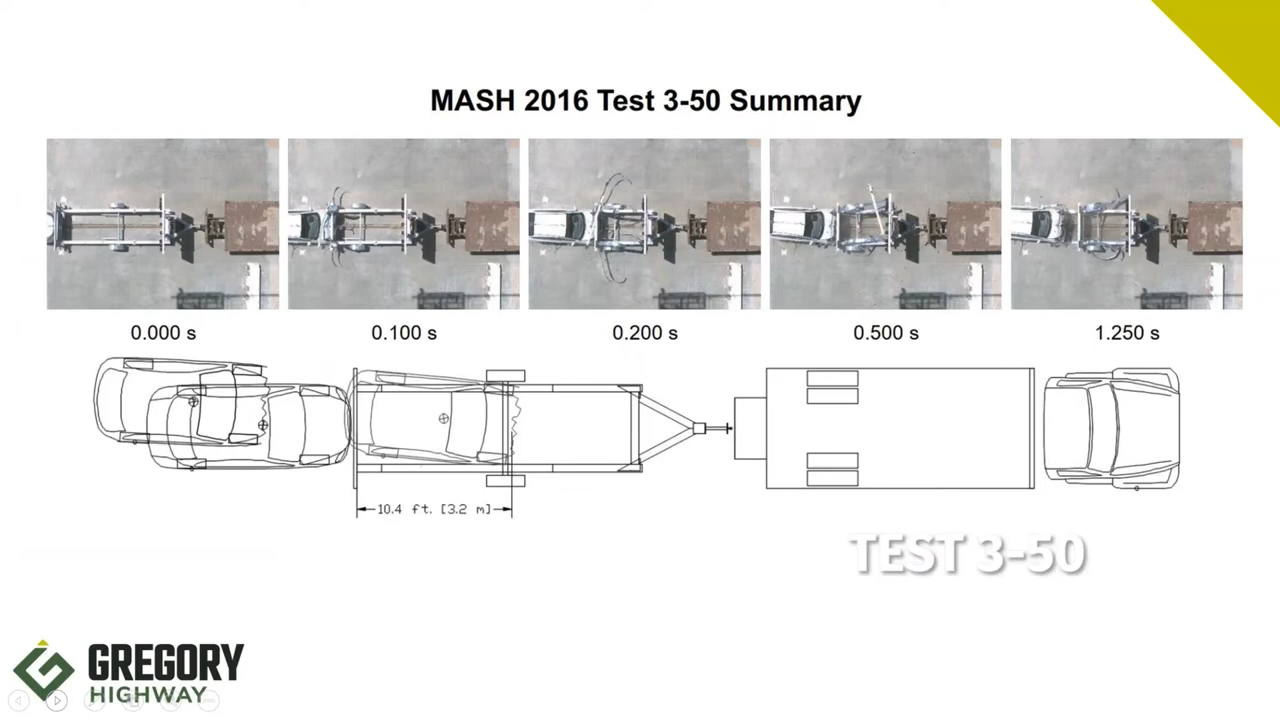 MASH 2016 Test 3-50 Summary
0.000 s
0.100 s
0.200 s
0.500 s
1.250 s
10.4 ft. [3.2 m]
TEST 3-50
GREGORY
HIGHWAY